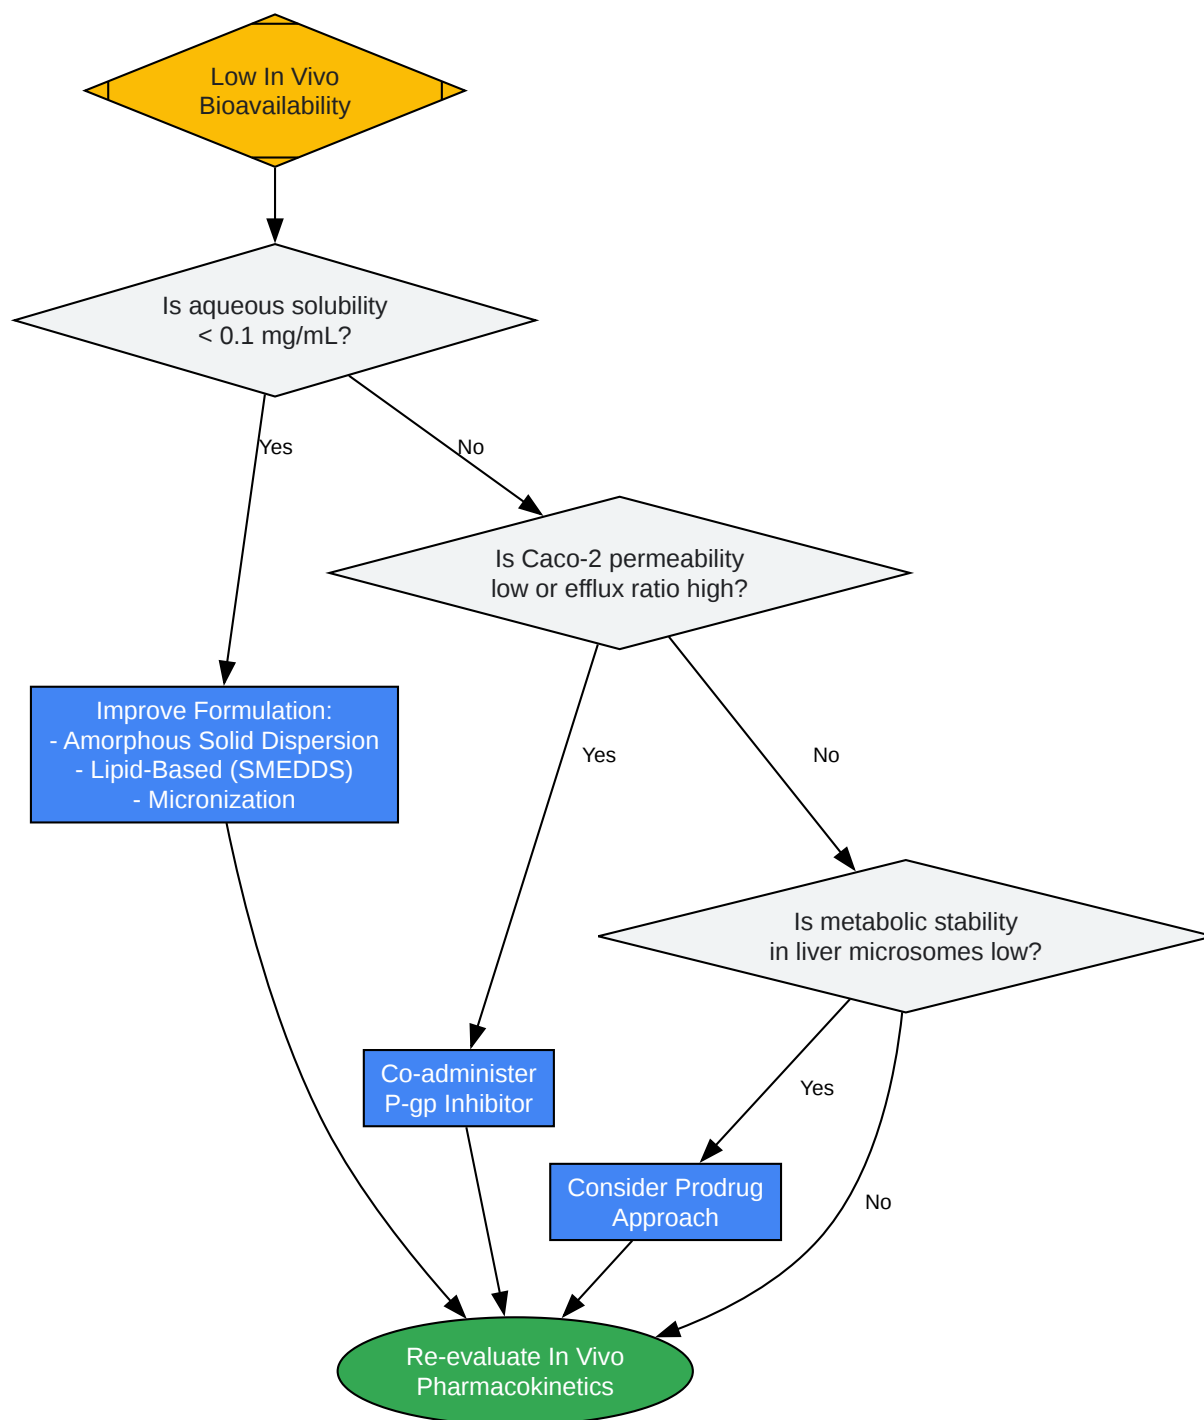 Low In Vivo
Bioavailability
Is aqueous solubility
< 0.1 mg/mL?
Yes
No
Is Caco-2 permeability
low or efflux ratio high?
Improve Formulation:
- Amorphous Solid Dispersion
- Lipid-Based (SMEDDS)
- Micronization
Yes
No
Is metabolic stability
in liver microsomes low?
Co-administer
P-gp Inhibitor
Yes
Consider Prodrug
Approach
No
Re-evaluate In Vivo
Pharmacokinetics